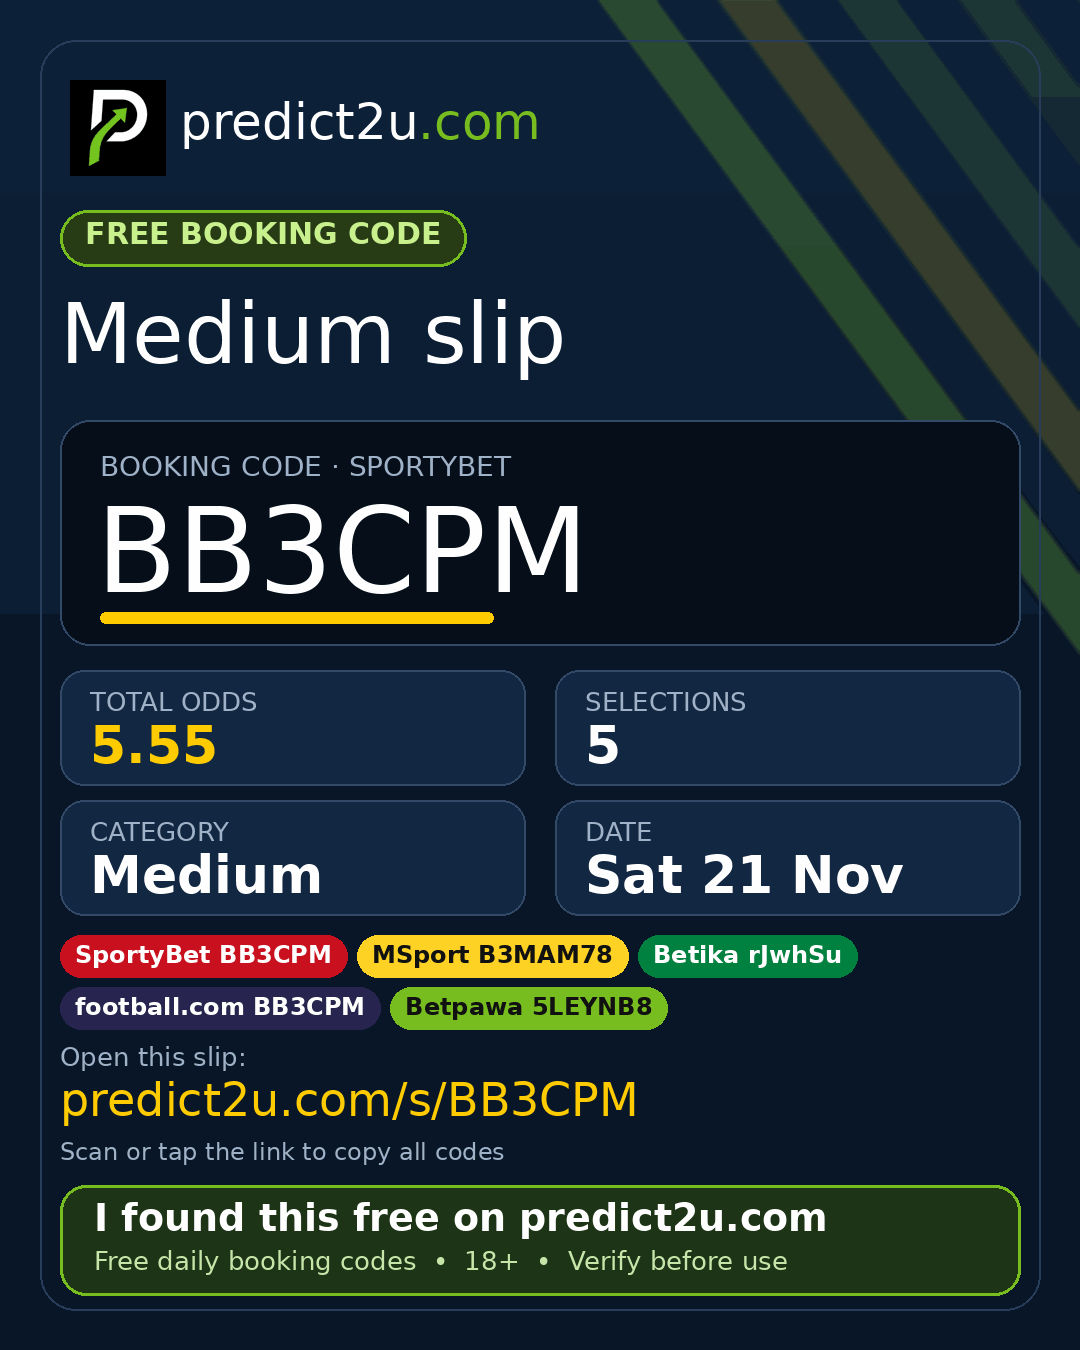 predict2u.com
FREE BOOKING CODE
Medium slip
BOOKING CODE · SPORTYBET
BB3CPM
TOTAL ODDS
5.55
SELECTIONS
5
CATEGORY
Medium
DATE
Sat 21 Nov
SportyBet BB3CPM
MSport B3MAM78
Betika rJwhSu
football.com BB3CPM
Betpawa 5LEYNB8
Open this slip:
predict2u.com/s/BB3CPM
Scan or tap the link to copy all codes
I found this free on predict2u.com
Free daily booking codes • 18+ • Verify before use